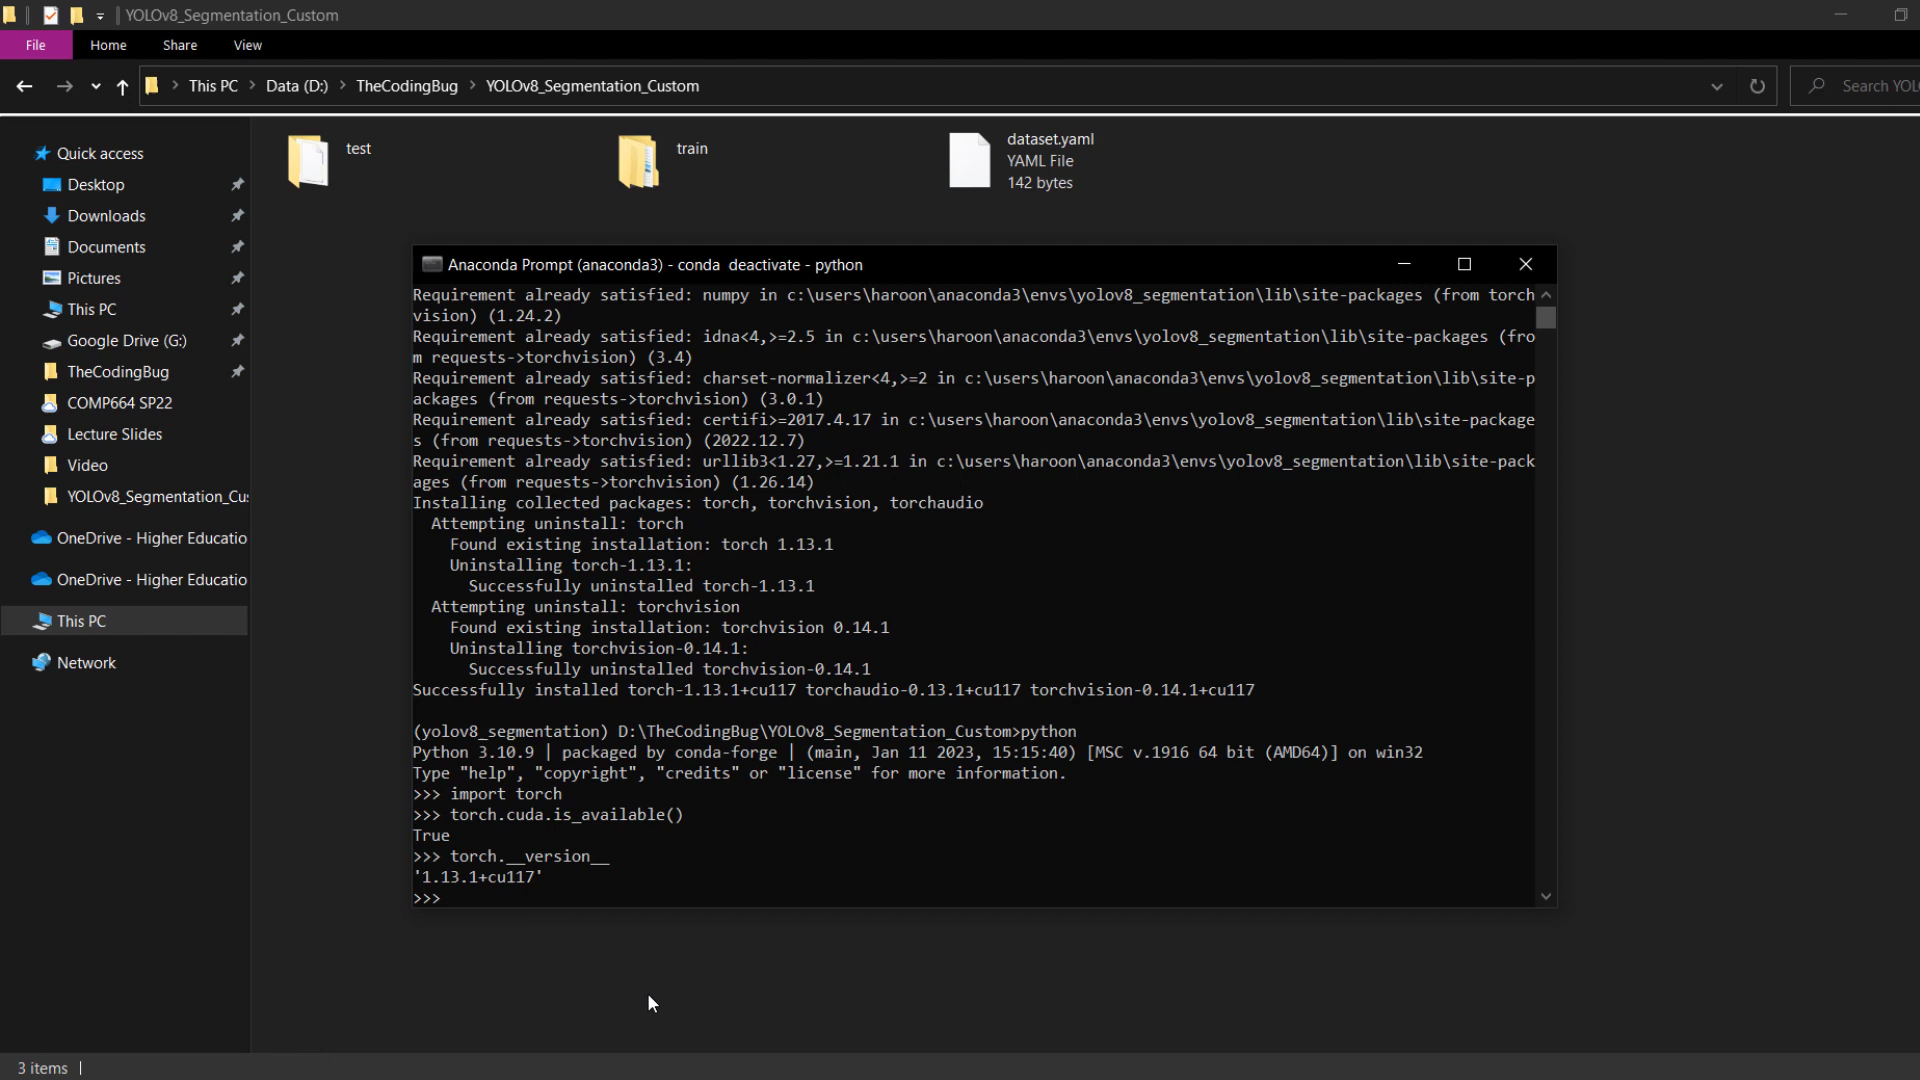 YOLOv8_Segmentation_Custom
File Home Share View
This PC Data (D:) TheCodingBug YOLOv8_Segmentation_Custom Search YOLO
Quick access
Desktop
Downloads
Documents
Pictures
This PC
Google Drive (G:)
TheCodingBug
COMP664 SP22
Lecture Slides
Video
YOLOv8_Segmentation_Cu
OneDrive - Higher Educatio
OneDrive - Higher Educatio
This PC
Network
test
train
dataset.yaml
YAML File
142 bytes
Anaconda Prompt (anaconda3) - conda  deactivate - python
Requirement already satisfied: numpy in c:\users\haroon\anaconda3\envs\yolov8_segmentation\lib\site-packages (from torch
vision) (1.24.2)
Requirement already satisfied: idna<4,>=2.5 in c:\users\haroon\anaconda3\envs\yolov8_segmentation\lib\site-packages (fro
m requests->torchvision) (3.4)
Requirement already satisfied: charset-normalizer<4,>=2 in c:\users\haroon\anaconda3\envs\yolov8_segmentation\lib\site-p
ackages (from requests->torchvision) (3.0.1)
Requirement already satisfied: certifi>=2017.4.17 in c:\users\haroon\anaconda3\envs\yolov8_segmentation\lib\site-package
s (from requests->torchvision) (2022.12.7)
Requirement already satisfied: urllib3<1.27,>=1.21.1 in c:\users\haroon\anaconda3\envs\yolov8_segmentation\lib\site-pack
ages (from requests->torchvision) (1.26.14)
Installing collected packages: torch, torchvision, torchaudio
  Attempting uninstall: torch
    Found existing installation: torch 1.13.1
    Uninstalling torch-1.13.1:
      Successfully uninstalled torch-1.13.1
  Attempting uninstall: torchvision
    Found existing installation: torchvision 0.14.1
    Uninstalling torchvision-0.14.1:
      Successfully uninstalled torchvision-0.14.1
Successfully installed torch-1.13.1+cu117 torchaudio-0.13.1+cu117 torchvision-0.14.1+cu117
(yolov8_segmentation) D:\TheCodingBug\YOLOv8_Segmentation_Custom>python
Python 3.10.9 | packaged by conda-forge | (main, Jan 11 2023, 15:15:40) [MSC v.1916 64 bit (AMD64)] on win32
Type "help", "copyright", "credits" or "license" for more information.
>>> import torch
>>> torch.cuda.is_available()
True
>>> torch.__version__
'1.13.1+cu117'
>>>
3 items